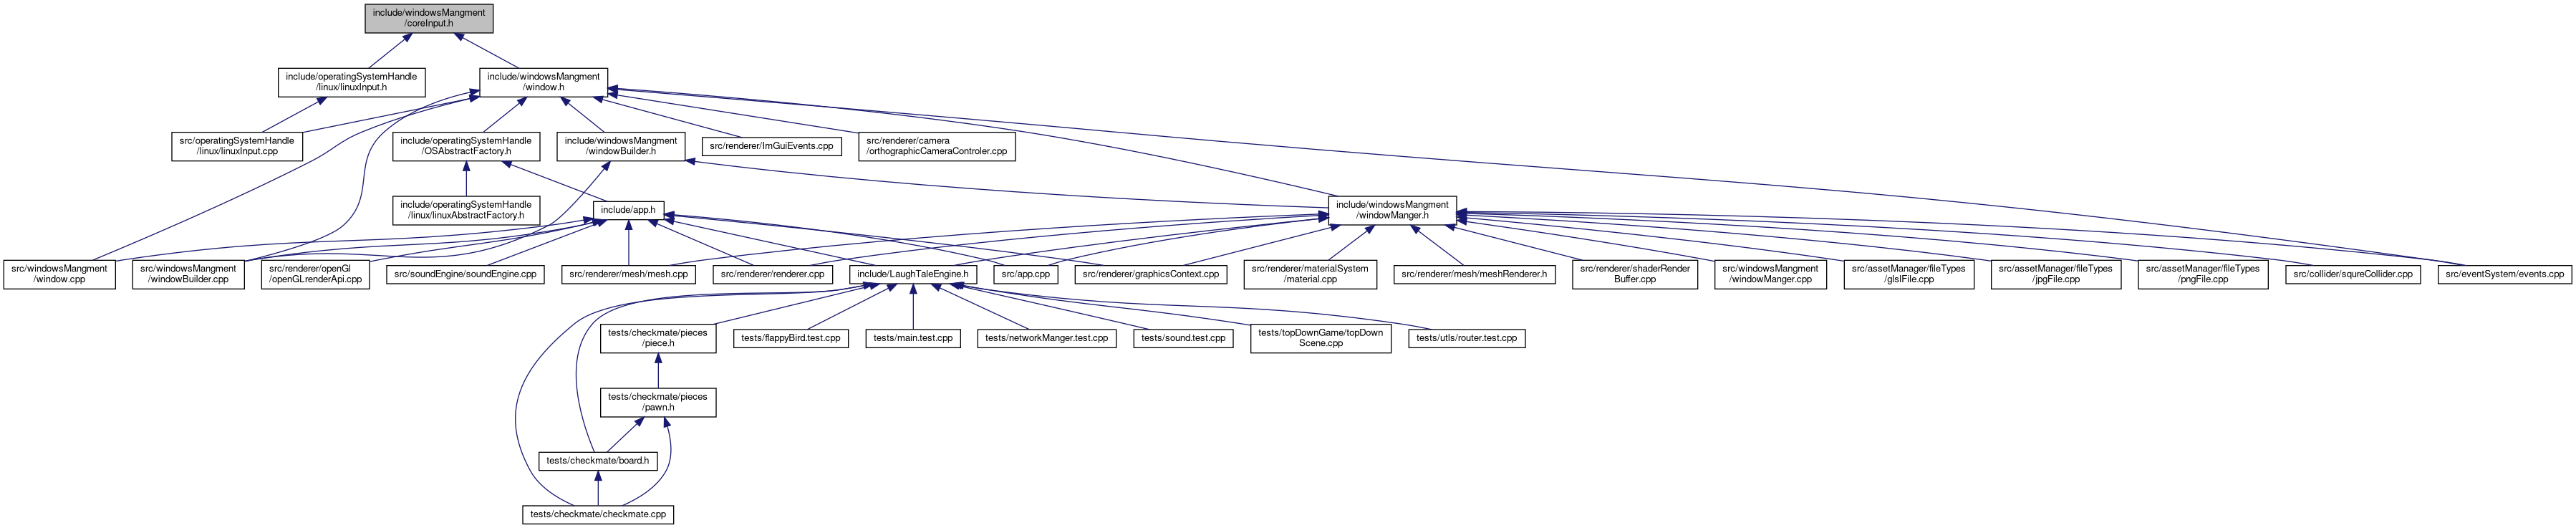 include/windowsMangment
/coreInput.h
include/operatingSystemHandle
/linux/linuxInput.h
include/windowsMangment
/window.h
src/operatingSystemHandle
/linux/linuxInput.cpp
include/operatingSystemHandle
/OSAbstractFactory.h
include/windowsMangment
/windowBuilder.h
src/renderer/ImGuiEvents.cpp
src/renderer/camera
/orthographicCameraControler.cpp
include/operatingSystemHandle
/linux/linuxAbstractFactory.h
include/app.h
include/windowsMangment
/windowManger.h
src/windowsMangment
/window.cpp
src/windowsMangment
/windowBuilder.cpp
src/renderer/openGl
/openGLrenderApi.cpp
src/soundEngine/soundEngine.cpp
src/renderer/mesh/mesh.cpp
src/renderer/renderer.cpp
include/LaughTaleEngine.h
src/app.cpp
src/renderer/graphicsContext.cpp
src/renderer/materialSystem
/material.cpp
src/renderer/mesh/meshRenderer.h
src/renderer/shaderRender
Buffer.cpp
src/windowsMangment
/windowManger.cpp
src/assetManager/fileTypes
/glslFile.cpp
src/assetManager/fileTypes
/jpgFile.cpp
src/assetManager/fileTypes
/pngFile.cpp
src/collider/squreCollider.cpp
src/eventSystem/events.cpp
tests/checkmate/pieces
/piece.h
tests/flappyBird.test.cpp
tests/main.test.cpp
tests/networkManger.test.cpp
tests/sound.test.cpp
tests/topDownGame/topDown
Scene.cpp
tests/utls/router.test.cpp
tests/checkmate/pieces
/pawn.h
tests/checkmate/board.h
tests/checkmate/checkmate.cpp